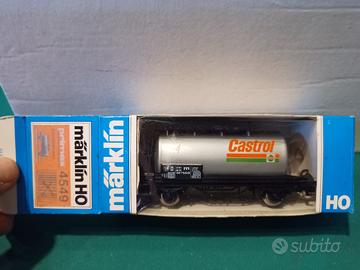 märklin HO
primex
4549
märklin
Castrol
HO
subito